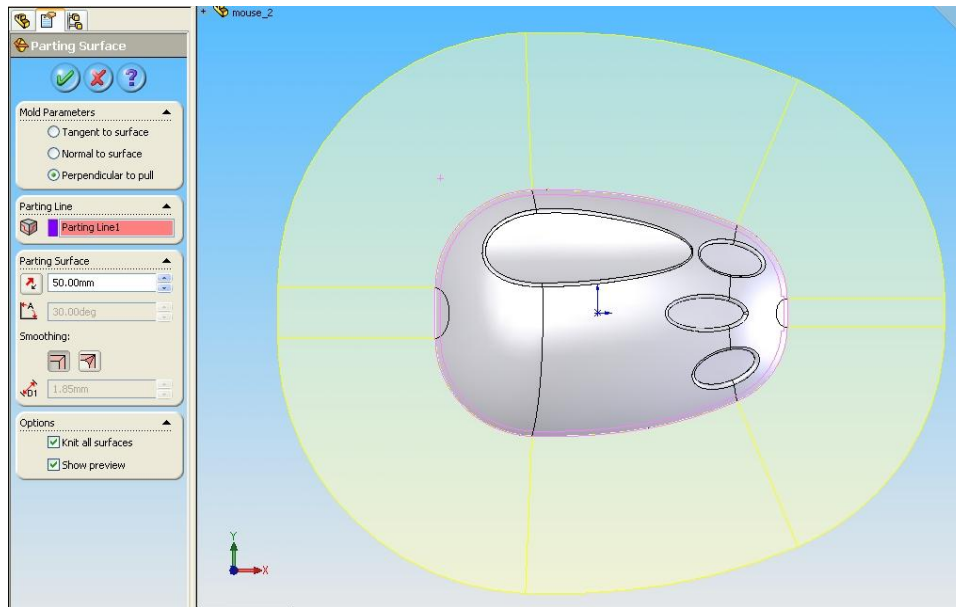 mouse_2
Parting Surface
?
Mold Parameters
Tangent to surface
Normal to surface
Perpendicular to pull
Parting Line
Parting Line1
Parting Surface
50.00mm
A
30.00deg
Smoothing:
D1
1.85mm
Options
Knit all surfaces
Show preview
Y
X